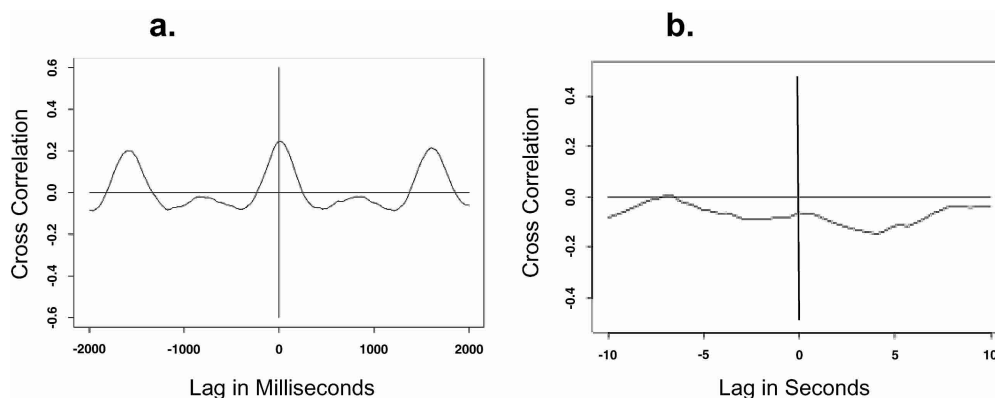 a.
Cross Correlation
0.6
0.4
0.2
0.0
-0.2
-0.4
-0.6
-2000 -1000 0 1000 2000
Lag in Milliseconds
b.
Cross Correlation
0.4
0.2
0.0
-0.2
-0.4
-10 -5 0 5 10
Lag in Seconds